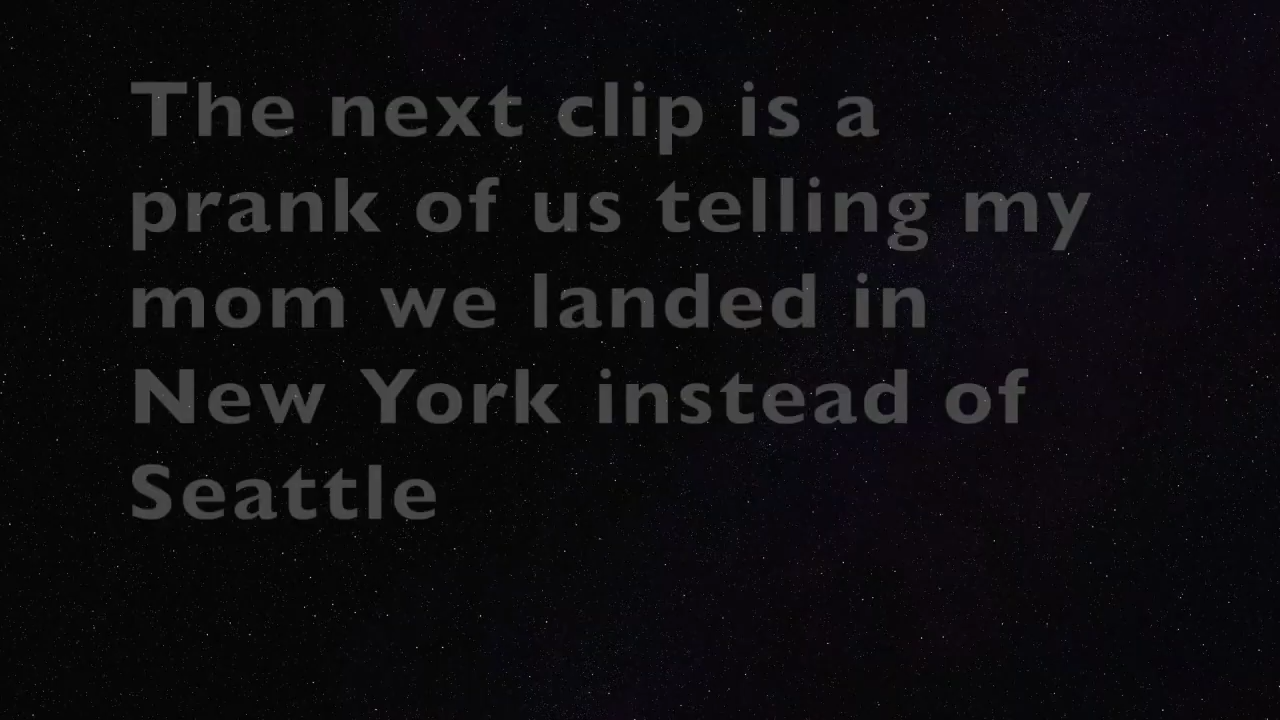 The next clip is a
prank of us telling my
mom we landed in
New York instead of
Seattle